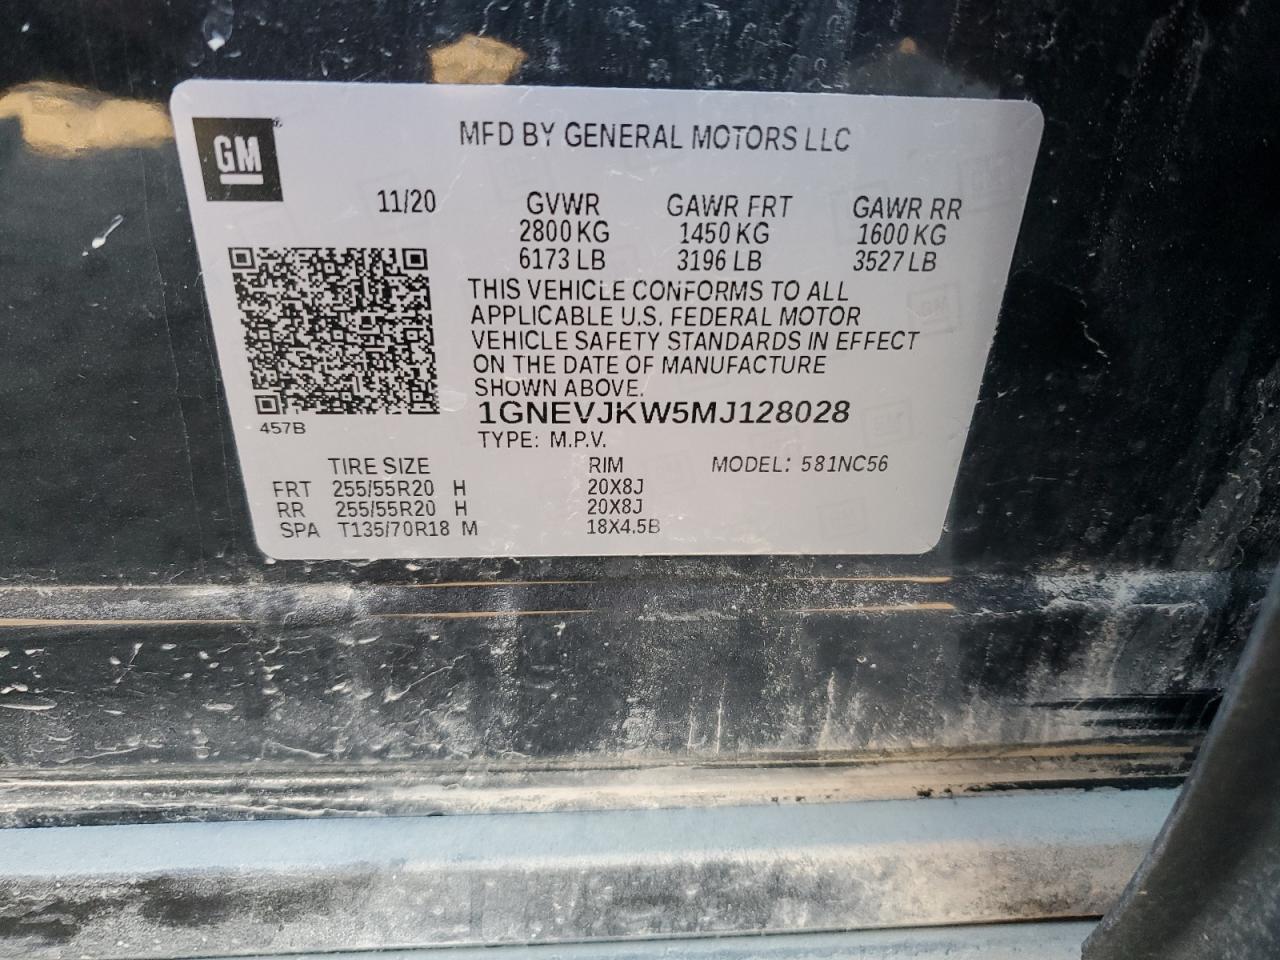 GM®
MFD BY GENERAL MOTORS LLC
11/20 GVWR GAWR FRT GAWR RR
2800 KG 1450 KG 1600 KG
6173 LB 3196 LB 3527 LB
THIS VEHICLE CONFORMS TO ALL
APPLICABLE U.S. FEDERAL MOTOR
VEHICLE SAFETY STANDARDS IN EFFECT
ON THE DATE OF MANUFACTURE
SHOWN ABOVE.
1GNEVJKW5MJ128028
457B
TYPE: M.P.V.
TIRE SIZE RIM MODEL: 581NC56
FRT 255/55R20 H 20X8J
RR 255/55R20 H 20X8J
SPA T135/70R18 M 18X4.5B